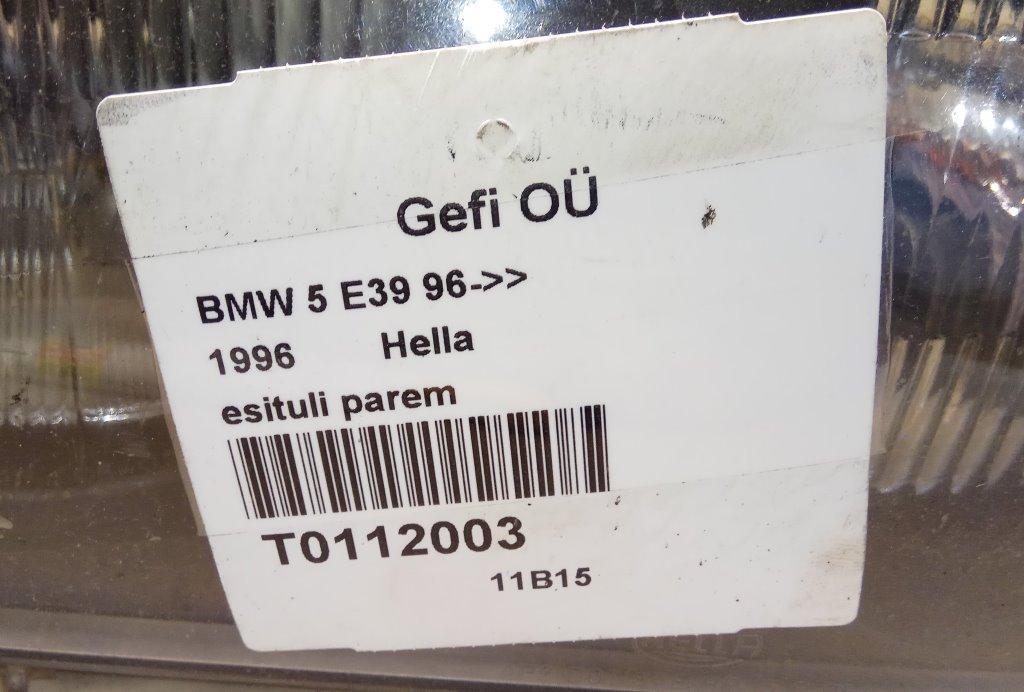 Gefi OÜ
BMW 5 E39 96->>
1996 Hella
esituli parem
T0112003
11B15